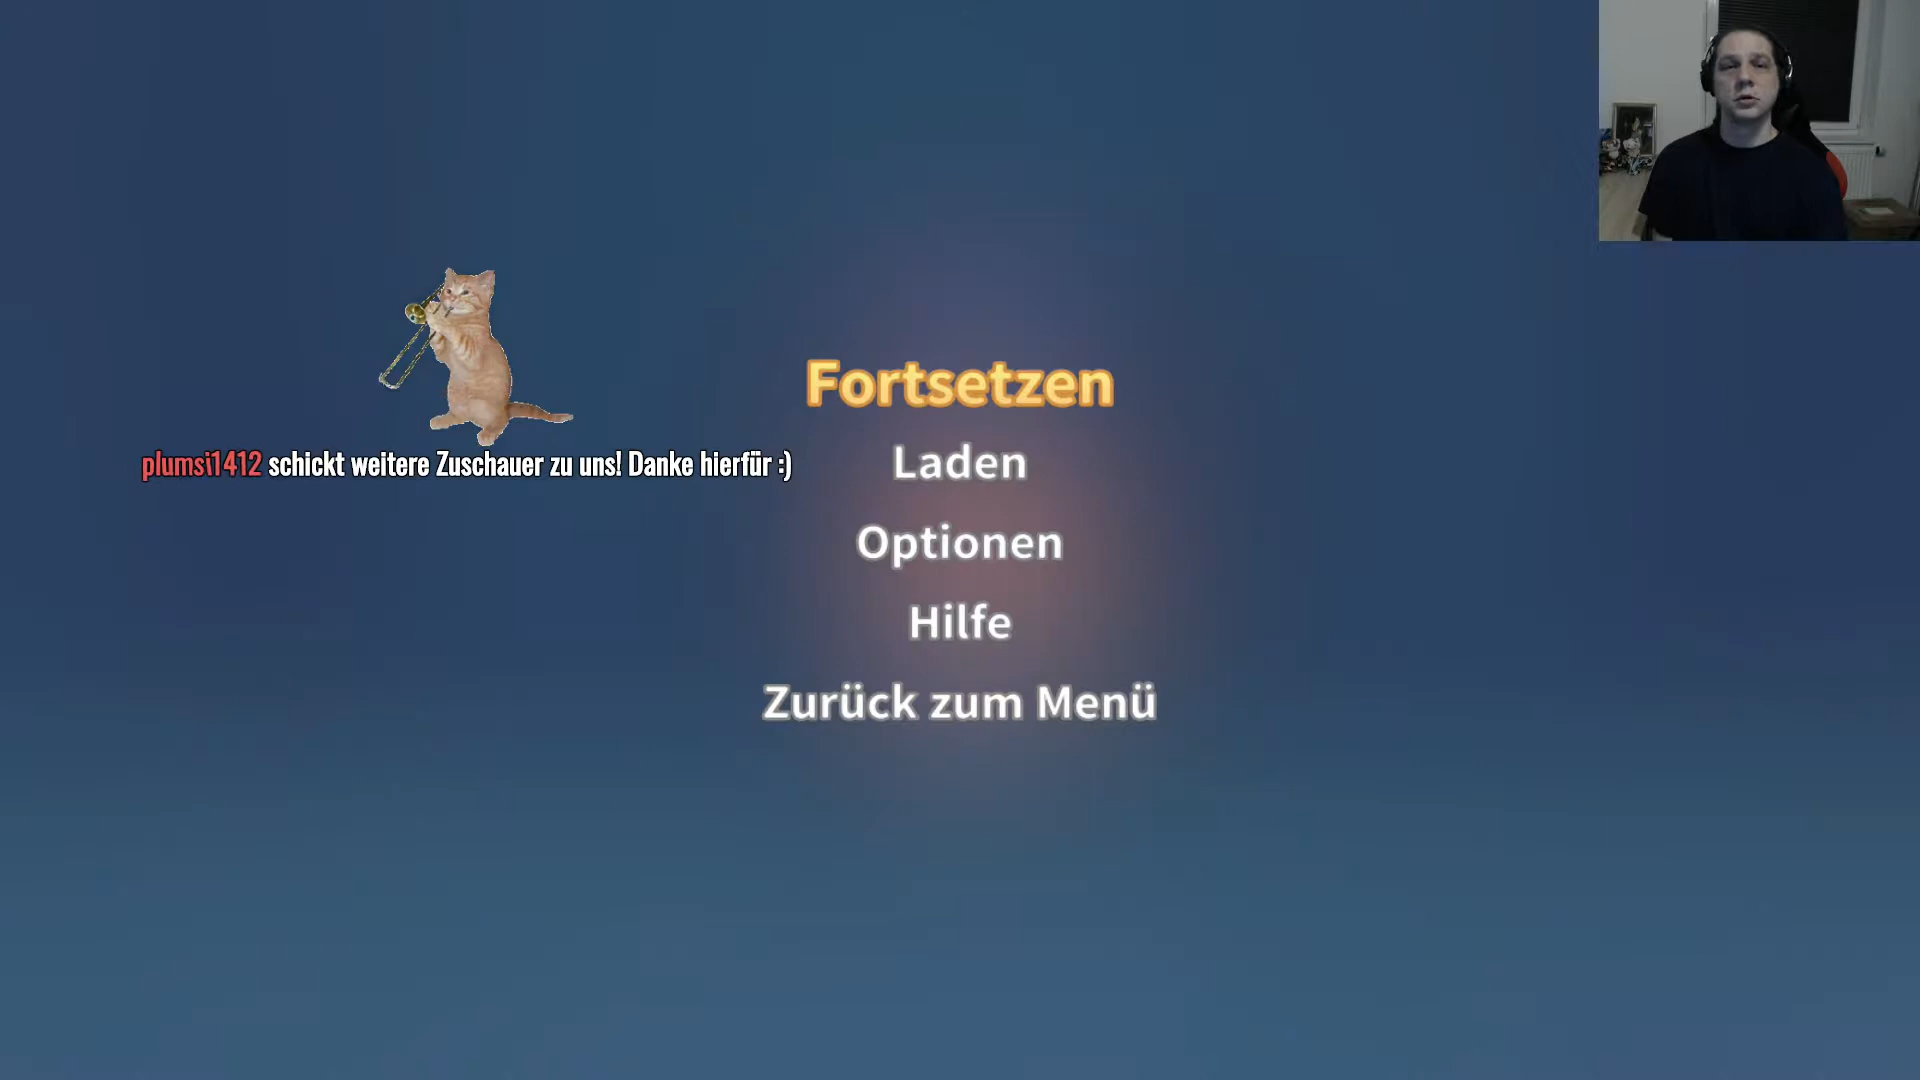 Fortsetzen
plumsi1412 schickt weitere Zuschauer zu uns! Danke hierfür :)
Laden
Optionen
Hilfe
Zurück zum Menü